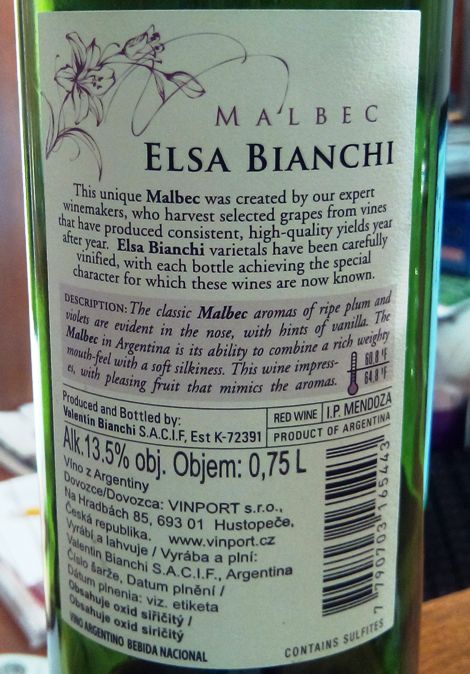 MALBEC
ELSA BIANCHI
This unique Malbec was created by our expert
winemakers, who harvest selected grapes from vines
that have produced consistent, high-quality yields year
after year. Elsa Bianchi varietals have been carefully
vinified, with each bottle achieving the special
character for which these wines are now known.
DESCRIPTION: The classic Malbec aromas of ripe plum and
violets are evident in the nose, with hints of vanilla. The
Malbec in Argentina is its ability to combine a rich weighty
mouth-feel with a soft silkiness. This wine impress-
es, with pleasing fruit that mimics the aromas.
60.8 °F
64.8 °F
Produced and Bottled by:
Valentín Bianchi S.A.C.I.F, Est K-72391
RED WINE
I.P. MENDOZA
PRODUCT OF ARGENTINA
Alk.13.5% obj. Objem: 0,75 L
Víno z Argentiny
Dovozce/Dovozca: VINPORT s.r.o.,
Na Hradbách 85, 693 01 Hustopeče,
Česká republika. www.vinport.cz
Vyrábí a lahvuje / Vyrába a plní:
Valentin Bianchi S.A.C.I.F., Argentina
Číslo šarže, Datum plnění /
Dátum plnenia: viz. etiketa
Obsahuje oxid siřičitý /
Obsahuje oxid siričitý
VINO ARGENTINO BEBIDA NACIONAL
CONTAINS SULFITES
7 790703 165443